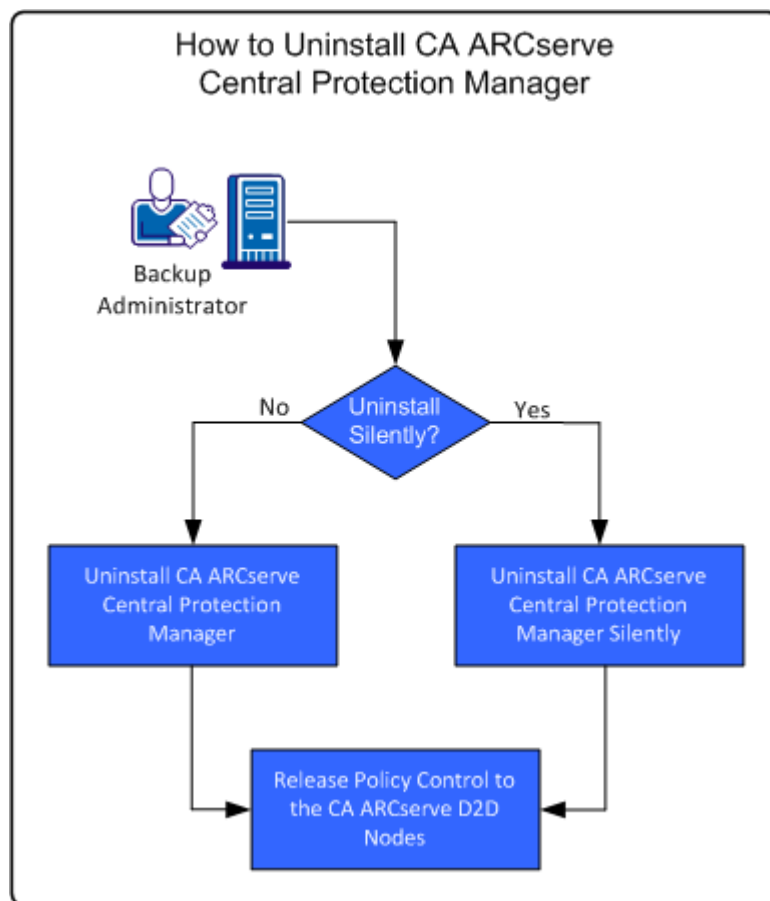 How to Uninstall CA ARCserve
Central Protection Manager
Backup
Administrator
Uninstall
Silently?
No
Yes
Uninstall CA ARCserve
Central Protection
Manager
Uninstall CA ARCserve
Central Protection
Manager Silently
Release Policy Control to
the CA ARCserve D2D
Nodes